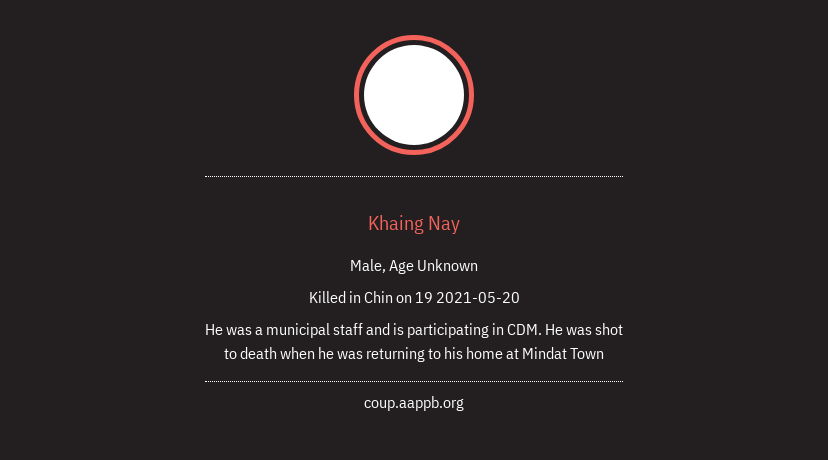 Khaing Nay
Male, Age Unknown
Killed in Chin on 19 2021-05-20
He was a municipal staff and is participating in CDM. He was shot
to death when he was returning to his home at Mindat Town
coup.aappb.org